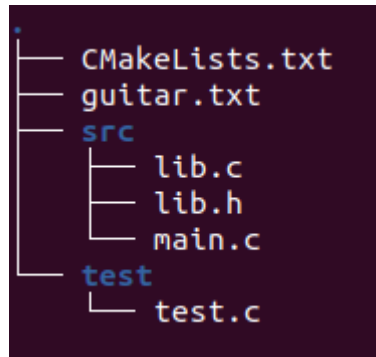 .
├── CMakeLists.txt
├── guitar.txt
├── src
│   ├── lib.c
│   ├── lib.h
│   └── main.c
└── test
    └── test.c